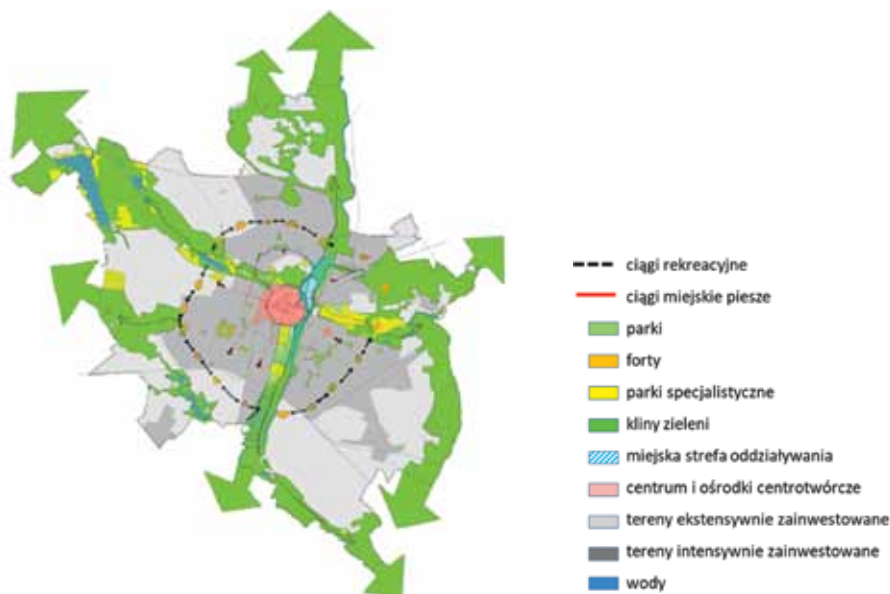 ciągi rekreacyjne
ciągi miejskie piesze
parki
forty
parki specjalistyczne
kliny zieleni
miejska strefa oddziaływania
centrum i ośrodki centrotwórcze
tereny ekstensywnie zainwestowane
tereny intensywnie zainwestowane
wody